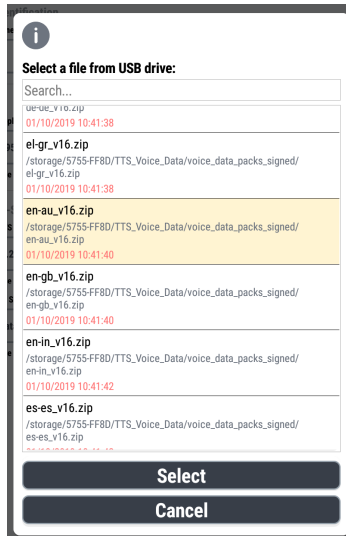 Select a file from USB drive:
Search...
de-de_v16.zip
01/10/2019 10:41:38
el-gr_v16.zip
/storage/5755-FF8D/TTS_Voice_Data/voice_data_packs_signed/
el-gr_v16.zip
01/10/2019 10:41:38
en-au_v16.zip
/storage/5755-FF8D/TTS_Voice_Data/voice_data_packs_signed/
en-au_v16.zip
01/10/2019 10:41:40
en-gb_v16.zip
/storage/5755-FF8D/TTS_Voice_Data/voice_data_packs_signed/
en-gb_v16.zip
01/10/2019 10:41:40
en-in_v16.zip
/storage/5755-FF8D/TTS_Voice_Data/voice_data_packs_signed/
en-in_v16.zip
01/10/2019 10:41:42
es-es_v16.zip
/storage/5755-FF8D/TTS_Voice_Data/voice_data_packs_signed/
es-es_v16.zip
Select
Cancel